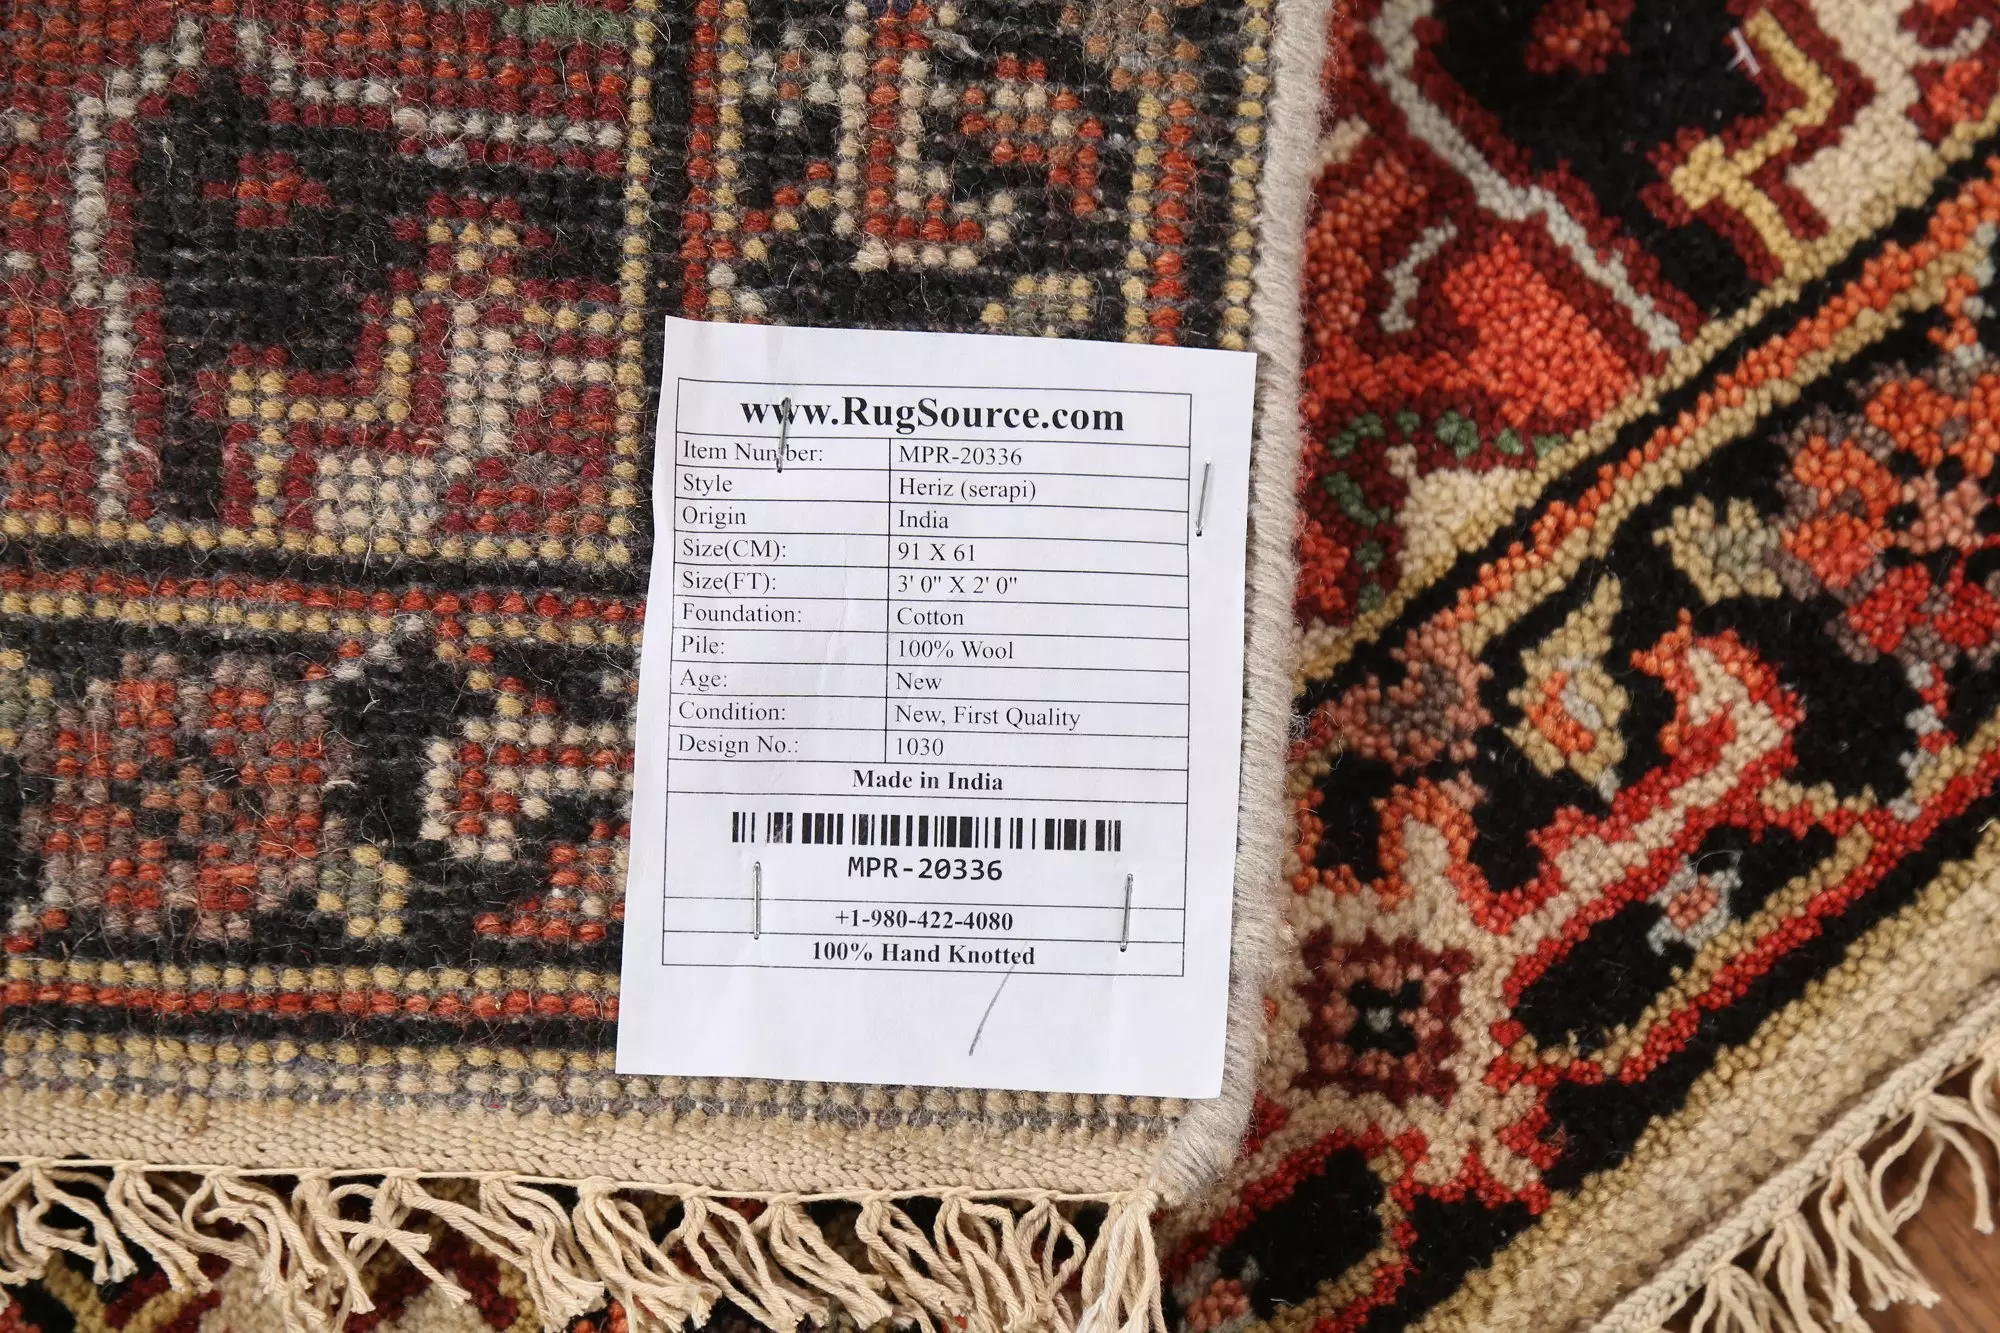 www.RugSource.com
Item Number: MPR-20336
Style Heriz (serapi)
Origin India
Size(CM): 91 X 61
Size(FT): 3' 0" X 2' 0"
Foundation: Cotton
Pile: 100% Wool
Age: New
Condition: New, First Quality
Design No.: 1030
Made in India
MPR-20336
+1-980-422-4080
100% Hand Knotted